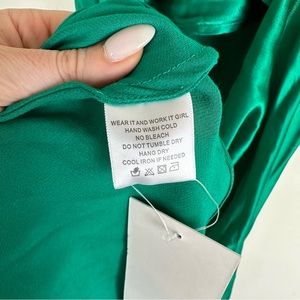 WEAR IT AND WORK IT GIRL
HAND WASH COLD
NO BLEACH
DO NOT TUMBLE DRY
HANG DRY
COOL IRON IF NEEDED